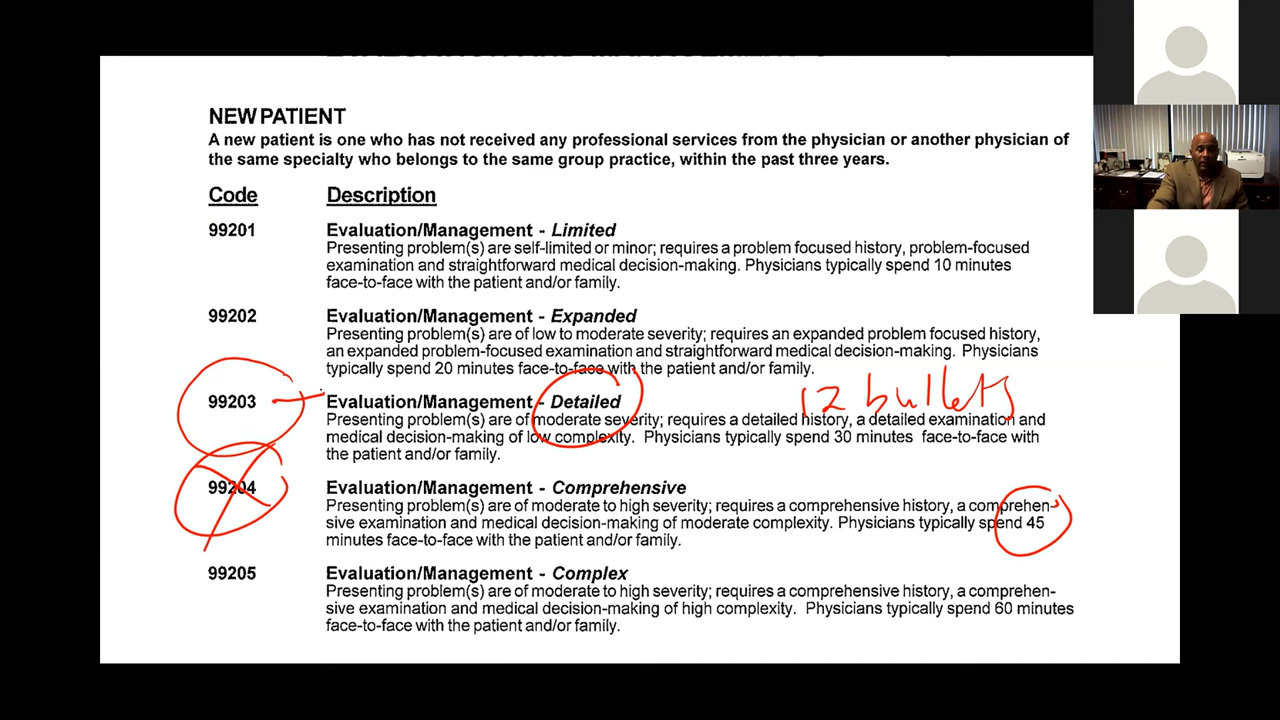 NEW PATIENT
A new patient is one who has not received any professional services from the physician or another physician of
the same specialty who belongs to the same group practice, within the past three years.
Code Description
99201 Evaluation/Management - Limited
Presenting problem(s) are self-limited or minor; requires a problem focused history, problem-focused
examination and straightforward medical decision-making. Physicians typically spend 10 minutes
face-to-face with the patient and/or family.
99202 Evaluation/Management - Expanded
Presenting problem(s) are of low to moderate severity; requires an expanded problem focused history,
an expanded problem-focused examination and straightforward medical decision-making. Physicians
typically spend 20 minutes face-to-face with the patient and/or family.
12 bullets
99203 Evaluation/Management - Detailed
Presenting problem(s) are of moderate severity; requires a detailed history, a detailed examination and
medical decision-making of low complexity. Physicians typically spend 30 minutes face-to-face with
the patient and/or family.
99204 Evaluation/Management - Comprehensive
Presenting problem(s) are of moderate to high severity; requires a comprehensive history, a comprehen-
sive examination and medical decision-making of moderate complexity. Physicians typically spend 45
minutes face-to-face with the patient and/or family.
99205 Evaluation/Management - Complex
Presenting problem(s) are of moderate to high severity; requires a comprehensive history, a comprehen-
sive examination and medical decision-making of high complexity. Physicians typically spend 60 minutes
face-to-face with the patient and/or family.